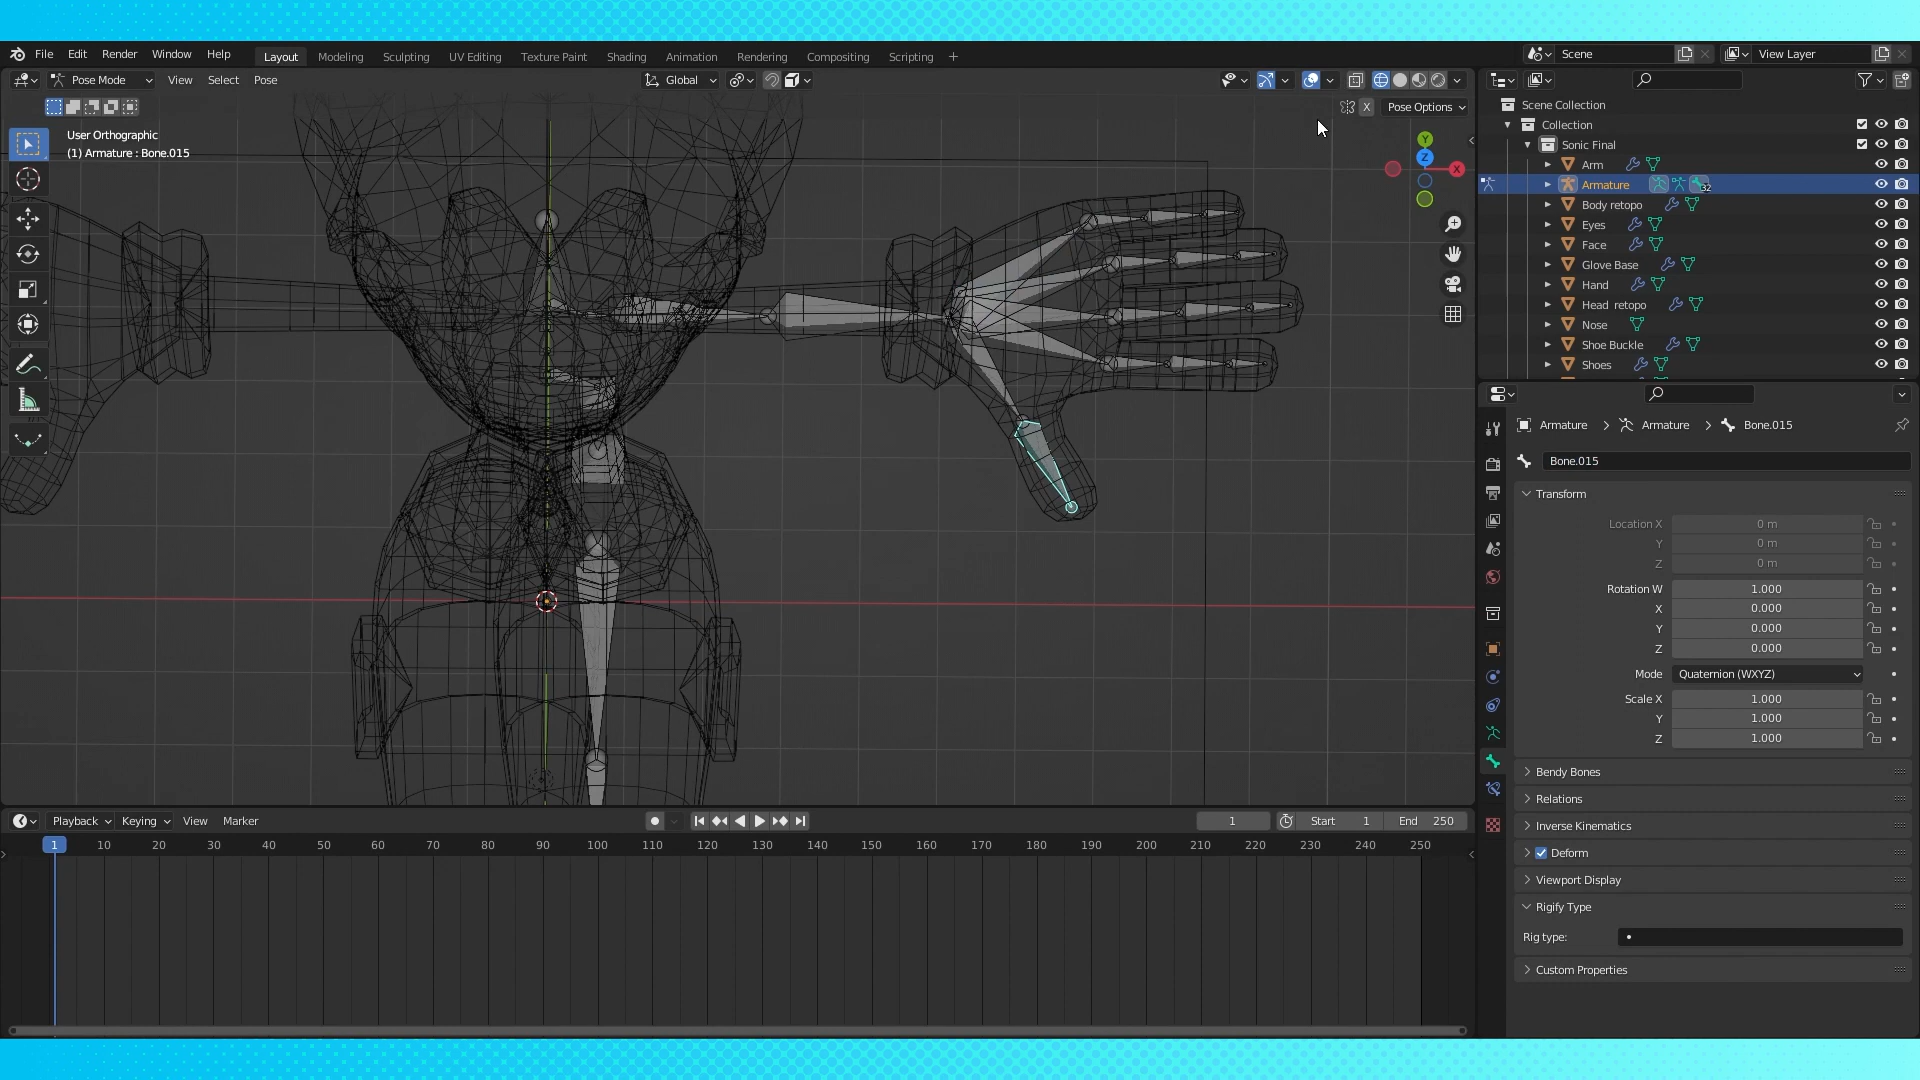 File Edit Render Window Help Layout Modeling Sculpting UV Editing Texture Paint Shading Animation Rendering Compositing Scripting + Scene View Layer
Pose Mode View Select Pose Global
X Pose Options
User Orthographic
(1) Armature : Bone.015
Y
Z
X
Scene Collection
Collection
Sonic Final
Arm
Armature 32
Body retopo
Eyes
Face
Glove Base
Hand
Head retopo
Nose
Shoe Buckle
Shoes
Armature > Armature > Bone.015
Bone.015
Transform
Location X 0 m
Y 0 m
Z 0 m
Rotation W 1.000
X 0.000
Y 0.000
Z 0.000
Mode Quaternion (WXYZ)
Scale X 1.000
Y 1.000
Z 1.000
Bendy Bones
Relations
Inverse Kinematics
Deform
Viewport Display
Rigify Type
Rig type:
Custom Properties
Playback Keying View Marker 1 Start 1 End 250
1 10 20 30 40 50 60 70 80 90 100 110 120 130 140 150 160 170 180 190 200 210 220 230 240 250